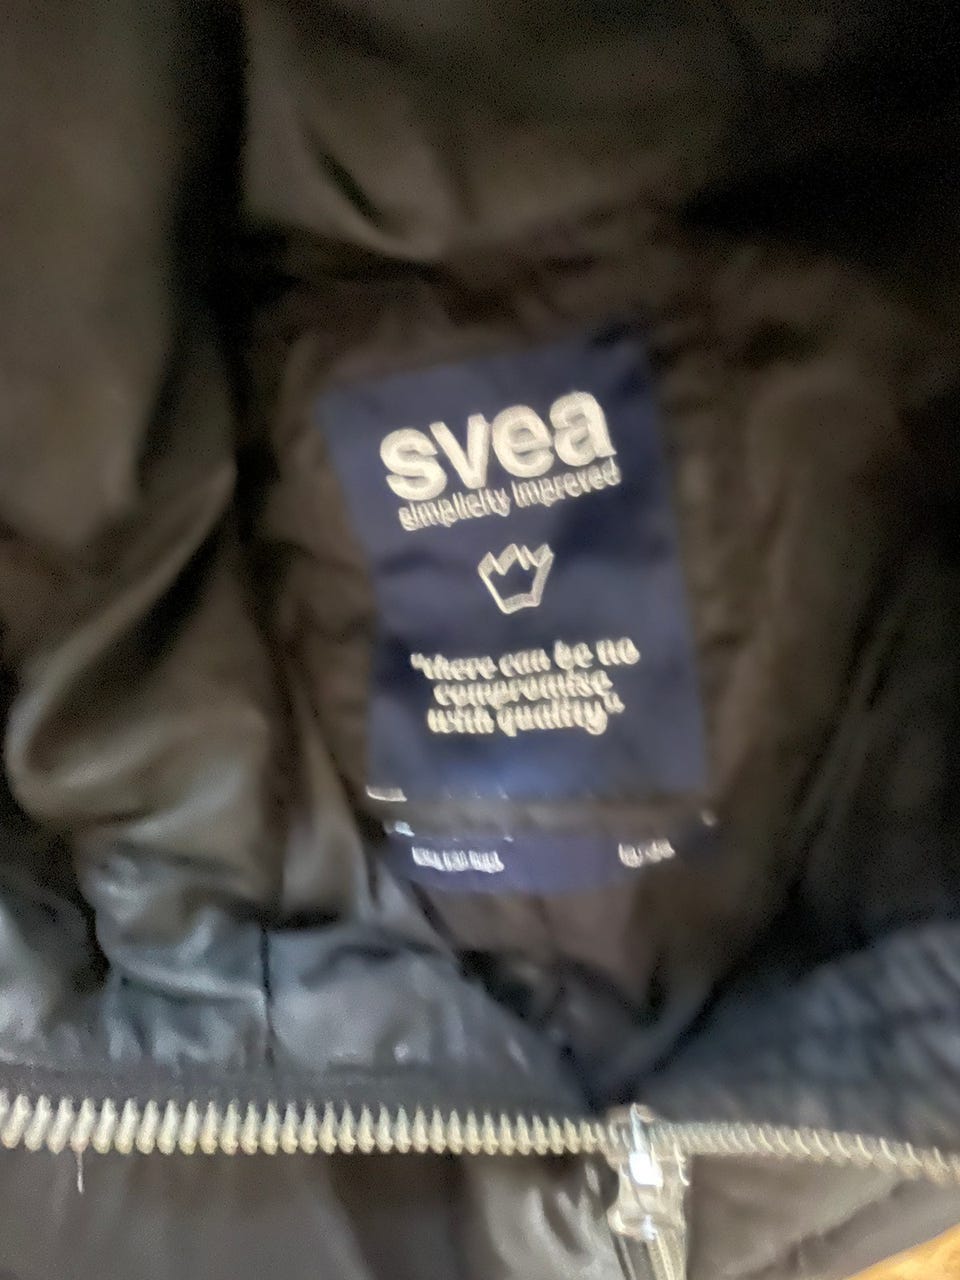 svea
simplicity improved
"there can be no
compromise
with quality"